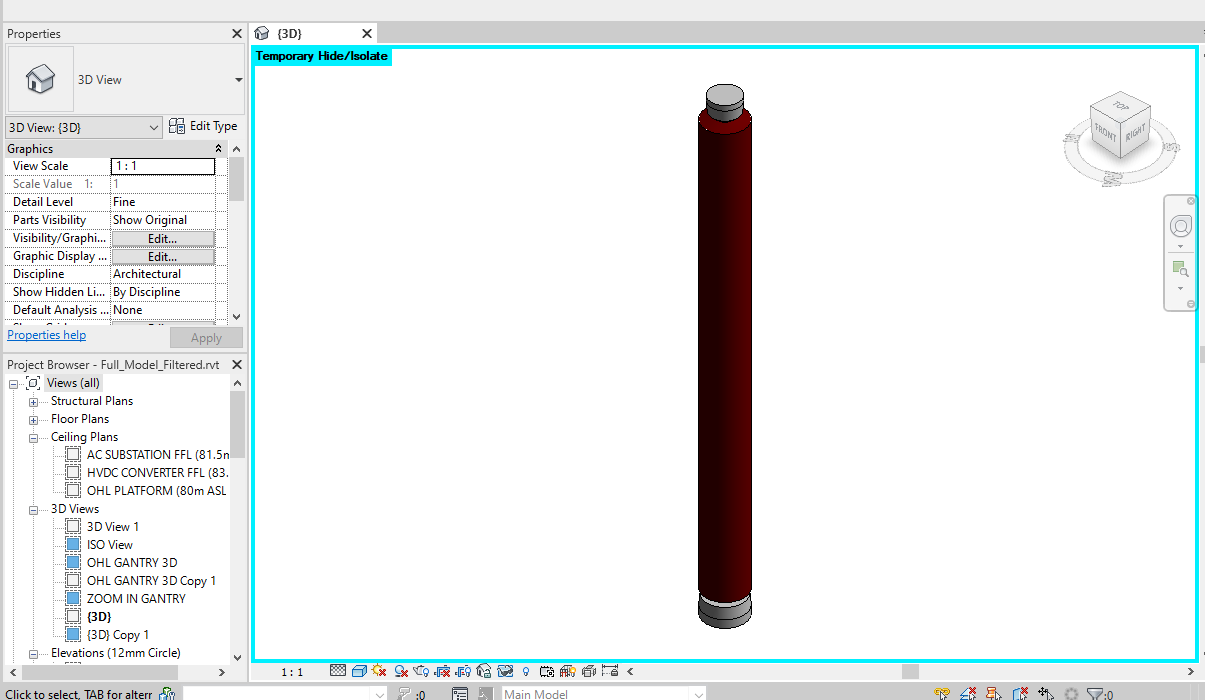 Properties
{3D}
Temporary Hide/Isolate
3D View
3D View: {3D}
Edit Type
Graphics
View Scale 1 : 1
Scale Value 1: 1
Detail Level Fine
Parts Visibility Show Original
Visibility/Graphi... Edit...
Graphic Display ... Edit...
Discipline Architectural
Show Hidden Li... By Discipline
Default Analysis ... None
Properties help
Apply
Project Browser - Full_Model_Filtered.rvt
Views (all)
Structural Plans
Floor Plans
Ceiling Plans
AC SUBSTATION FFL (81.5m
HVDC CONVERTER FFL (83.
OHL PLATFORM (80m ASL
3D Views
3D View 1
ISO View
OHL GANTRY 3D
OHL GANTRY 3D Copy 1
ZOOM IN GANTRY
{3D}
{3D} Copy 1
Elevations (12mm Circle)
TOP
FRONT
RIGHT
1 : 1
Click to select, TAB for altern
:0
Main Model
:0